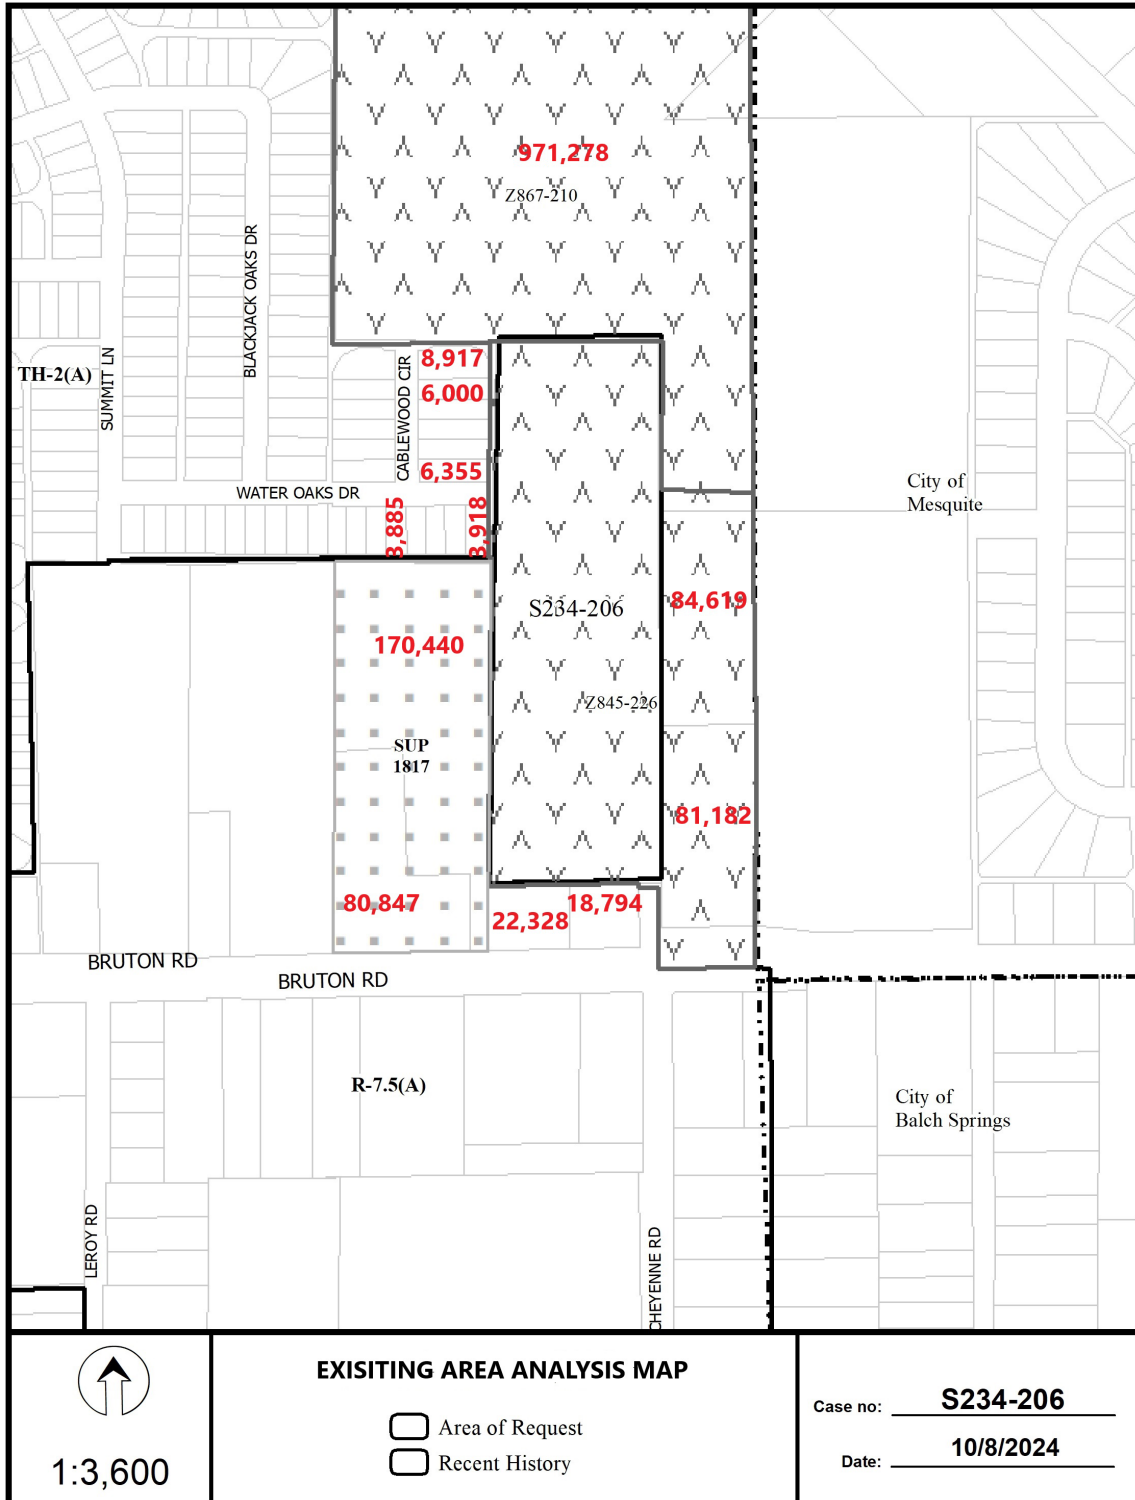 971,278
Z867-210
BLACKJACK OAKS DR
8,917
TH-2(A)
SUMMIT LN
CABLEWOOD CIR
6,000
6,355
WATER OAKS DR
3,885
3,918
City of
Mesquite
S234-206
84,619
170,440
Z845-226
SUP
1817
81,182
80,847
18,794
22,328
BRUTON RD
BRUTON RD
R-7.5(A)
City of
Balch Springs
LEROY RD
CHEYENNE RD
1:3,600
EXISITING AREA ANALYSIS MAP
Area of Request
Recent History
Case no: S234-206
Date: 10/8/2024